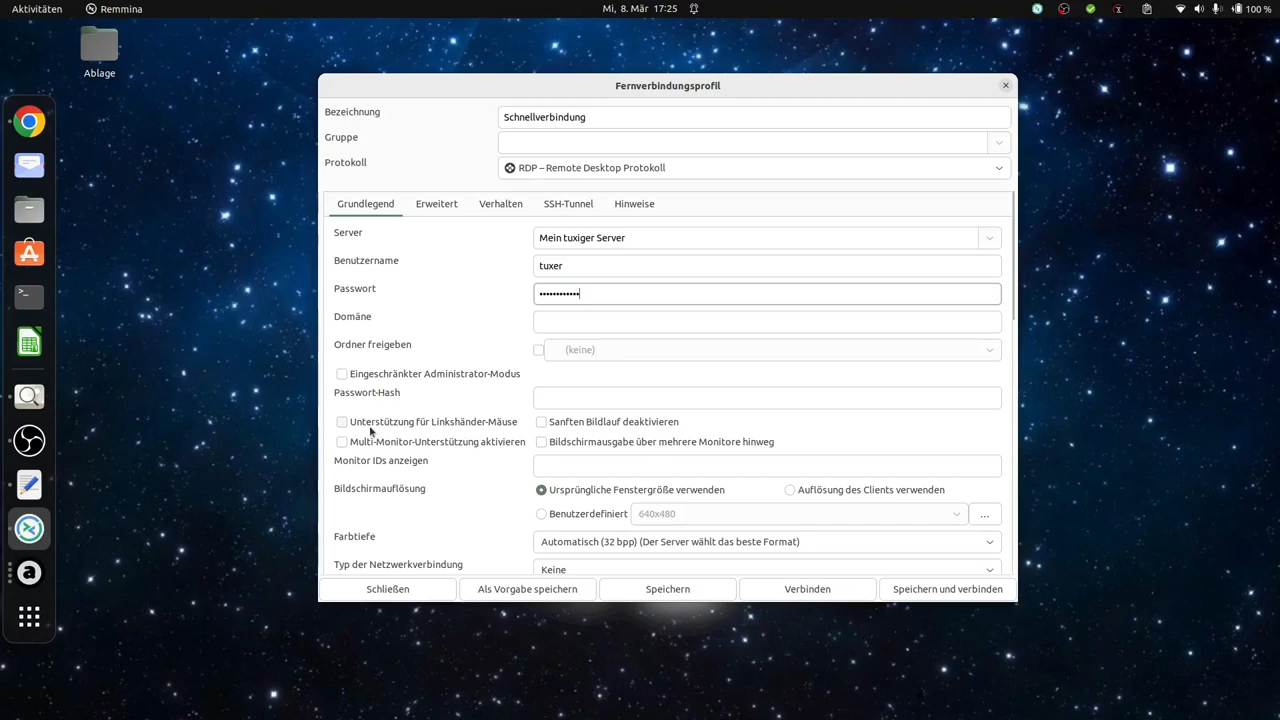 Aktivitäten Remmina Mi, 8. Mär 17:25 100 %
Ablage
Fernverbindungsprofil
Bezeichnung Schnellverbindung
Gruppe
Protokoll RDP – Remote Desktop Protokoll
Grundlegend Erweitert Verhalten SSH-Tunnel Hinweise
Server Mein tuxiger Server
Benutzername tuxer
Passwort ••••••••••••
Domäne
Ordner freigeben (keine)
Eingeschränkter Administrator-Modus
Passwort-Hash
Unterstützung für Linkshänder-Mäuse Sanften Bildlauf deaktivieren
Multi-Monitor-Unterstützung aktivieren Bildschirmausgabe über mehrere Monitore hinweg
Monitor IDs anzeigen
Bildschirmauflösung Ursprüngliche Fenstergröße verwenden Auflösung des Clients verwenden
Benutzerdefiniert 640x480 ...
Farbtiefe Automatisch (32 bpp) (Der Server wählt das beste Format)
Typ der Netzwerkverbindung Keine
Schließen Als Vorgabe speichern Speichern Verbinden Speichern und verbinden